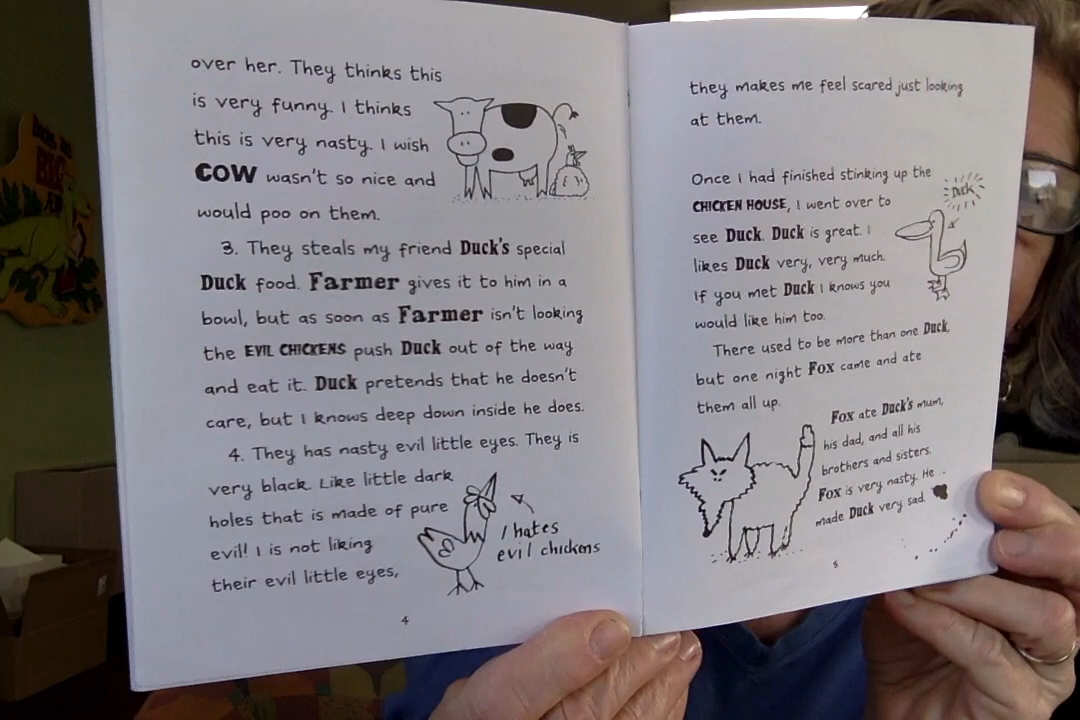 over her. They thinks this
is very funny. I thinks
this is very nasty. I wish
COW wasn't so nice and
would poo on them.
3. They steals my friend Duck's special
Duck food. Farmer gives it to him in a
bowl, but as soon as Farmer isn't looking
the EVIL CHICKENS push Duck out of the way
and eat it. Duck pretends that he doesn't
care, but I knows deep down inside he does.
4. They has nasty evil little eyes. They is
very black. Like little dark
holes that is made of pure
evil! I is not liking
their evil little eyes,
I hates
evil chickens
4
they makes me feel scared just looking
at them.
Once I had finished stinking up the
CHICKEN HOUSE, I went over to
see Duck. Duck is great. I
likes Duck very, very much.
If you met Duck I knows you
would like him too.
DUCK
There used to be more than one Duck,
but one night Fox came and ate
them all up.
Fox ate Duck's mum,
his dad, and all his
brothers and sisters.
Fox is very nasty. He
made Duck very sad.
5
BIG